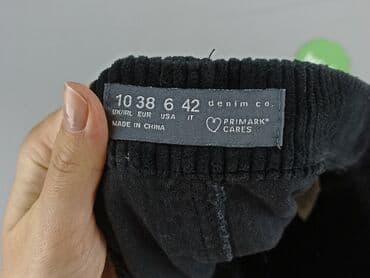 10 38 6 42 denim co.
UK/IRL EUR USA IT PRIMARK®
MADE IN CHINA CARES